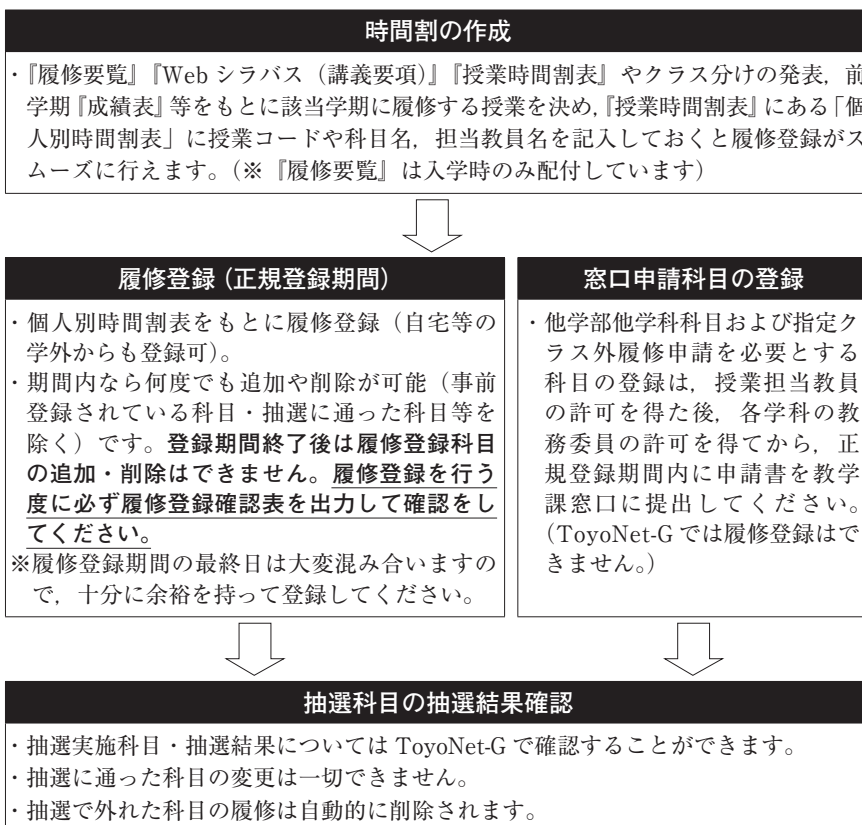 時間割の作成
・『履修要覧』『Web シラバス（講義要項）』『授業時間割表』やクラス分けの発表，前
学期『成績表』等をもとに該当学期に履修する授業を決め，『授業時間割表』にある「個
人別時間割表」に授業コードや科目名，担当教員名を記入しておくと履修登録がス
ムーズに行えます。（※『履修要覧』は入学時のみ配付しています）
履修登録（正規登録期間）
・個人別時間割表をもとに履修登録（自宅等の
学外からも登録可）。
・期間内なら何度でも追加や削除が可能（事前
登録されている科目・抽選に通った科目等を
除く）です。登録期間終了後は履修登録科目
の追加・削除はできません。履修登録を行う
度に必ず履修登録確認表を出力して確認をし
てください。
※履修登録期間の最終日は大変混み合いますの
で，十分に余裕を持って登録してください。
窓口申請科目の登録
・他学部他学科科目および指定ク
ラス外履修申請を必要とする
科目の登録は，授業担当教員
の許可を得た後，各学科の教
務委員の許可を得てから，正
規登録期間内に申請書を教学
課窓口に提出してください。
（ToyoNet-G では履修登録はで
きません。）
抽選科目の抽選結果確認
・抽選実施科目・抽選結果については ToyoNet-G で確認することができます。
・抽選に通った科目の変更は一切できません。
・抽選で外れた科目の履修は自動的に削除されます。